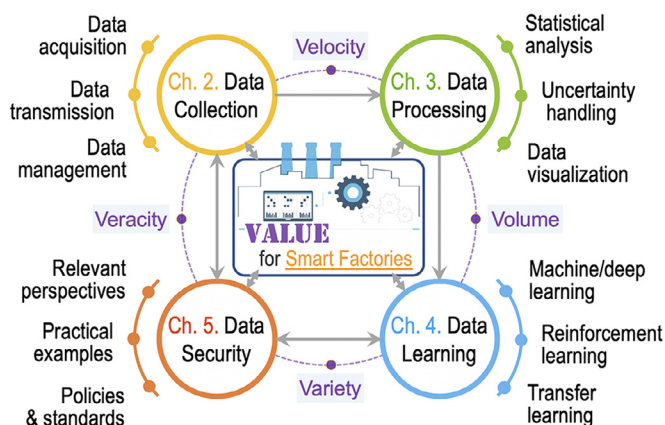 Data
acquisition
Data
transmission
Data
management
Ch. 2. Data
Collection
Velocity
Ch. 3. Data
Processing
Statistical
analysis
Uncertainty
handling
Data
visualization
Veracity
VALUE
for Smart Factories
Volume
Relevant
perspectives
Practical
examples
Policies
& standards
Ch. 5. Data
Security
Variety
Ch. 4. Data
Learning
Machine/deep
learning
Reinforcement
learning
Transfer
learning